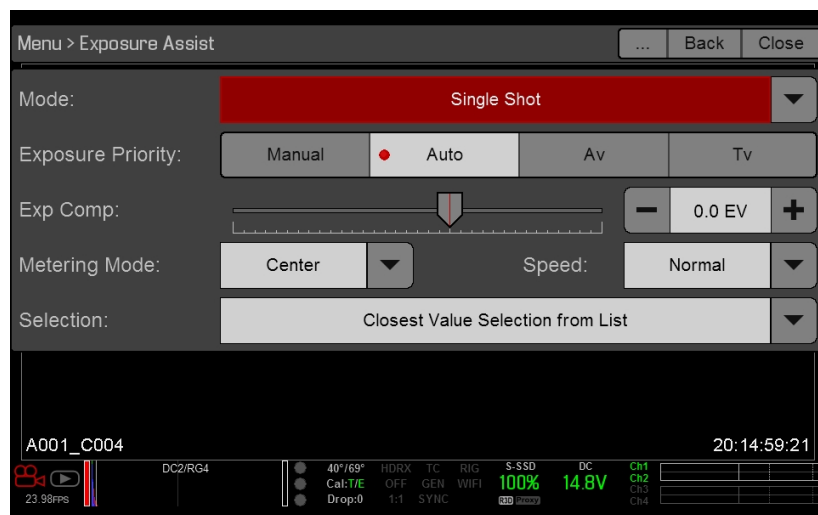 Menu > Exposure Assist ... Back Close
Mode: Single Shot
Exposure Priority: Manual Auto Av Tv
Exp Comp: 0.0 EV
Metering Mode: Center Speed: Normal
Selection: Closest Value Selection from List
A001_C004 20:14:59:21
DC2/RG4 40°/69° HDRX TC RIG S-SSD DC Ch1
Cal:T/E OFF GEN WIFI 100% 14.8V Ch2
23.98FPS Drop:0 1:1 SYNC R3D Proxy Ch3
Ch4